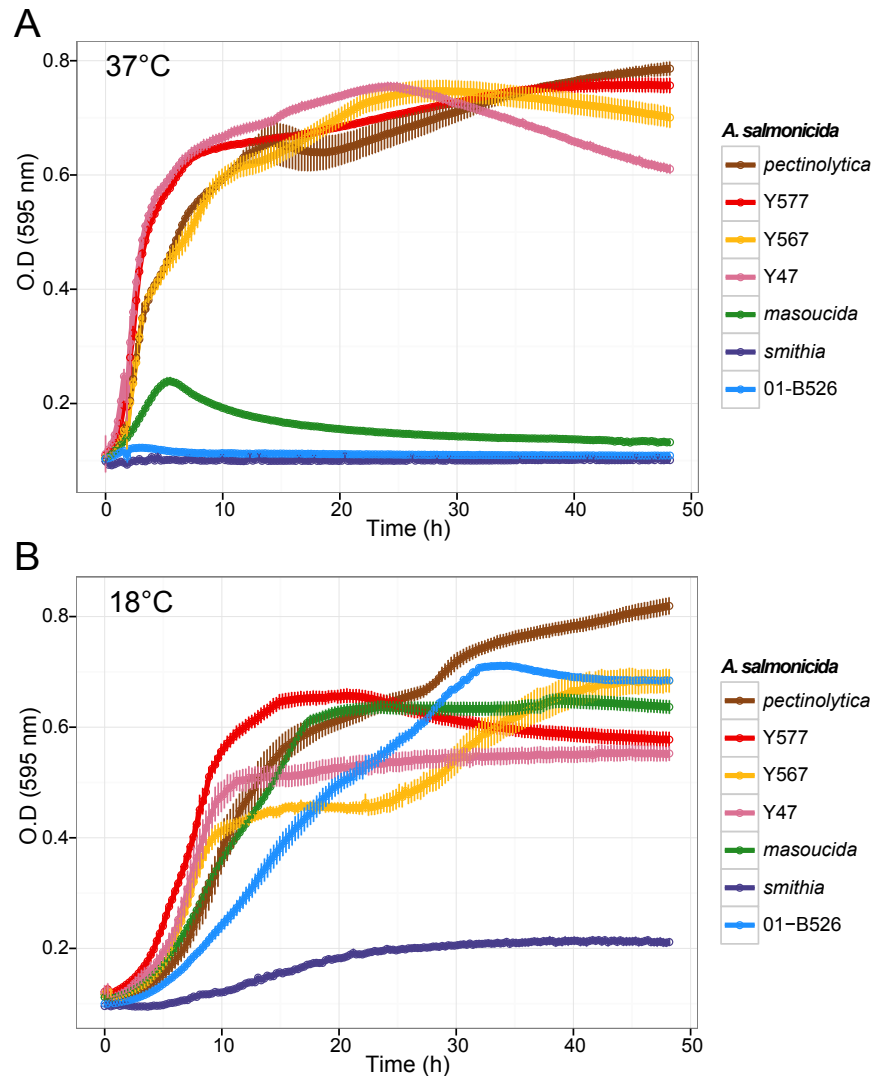 A
37°C
O.D (595 nm)
0.8
0.6
0.4
0.2
0 10 20 30 40 50
Time (h)
A. salmonicida
pectinolytica
Y577
Y567
Y47
masoucida
smithia
01-B526
B
18°C
O.D (595 nm)
0.8
0.6
0.4
0.2
0 10 20 30 40 50
Time (h)
A. salmonicida
pectinolytica
Y577
Y567
Y47
masoucida
smithia
01−B526